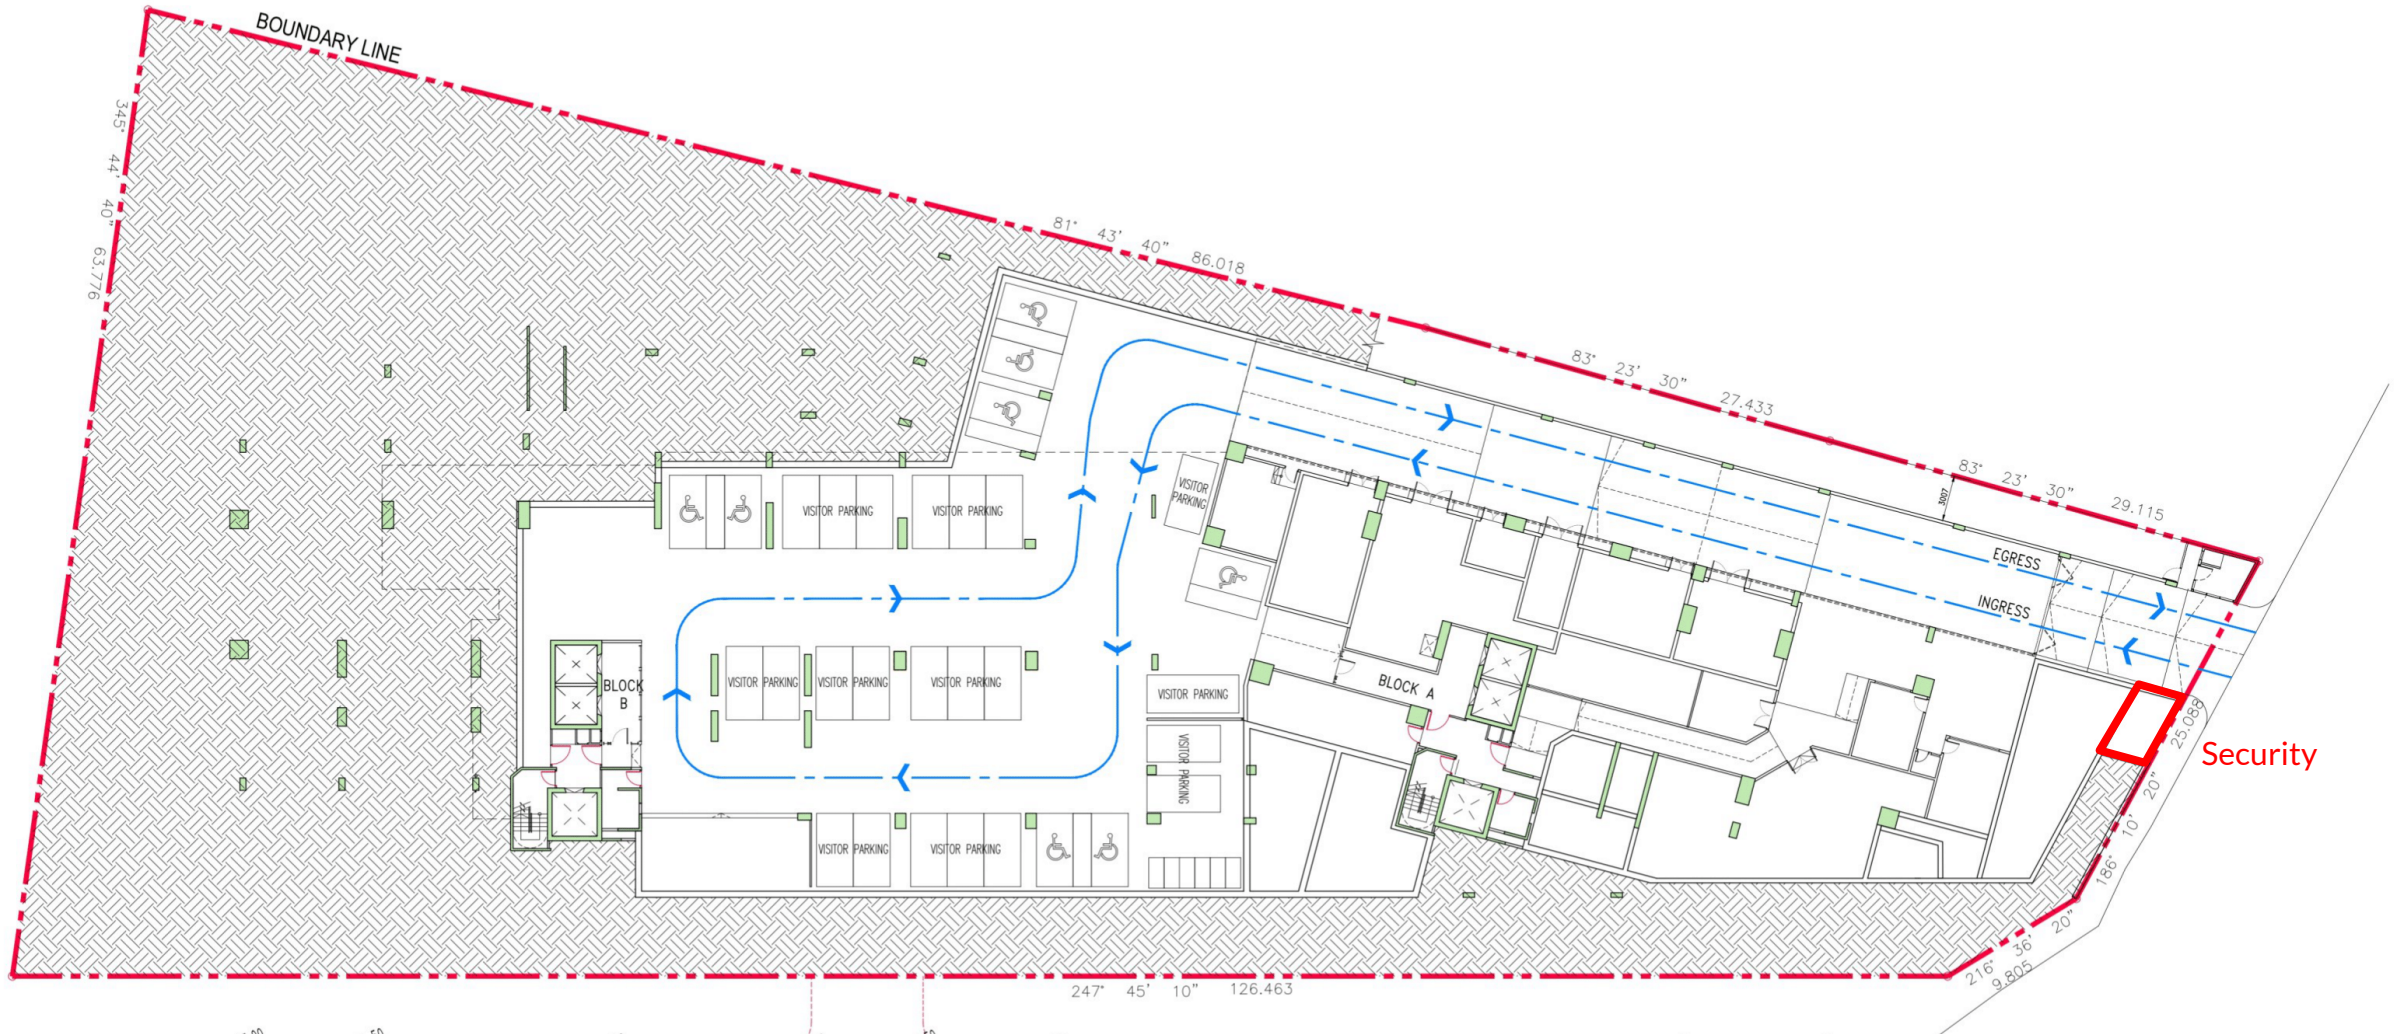 BOUNDARY LINE
345° 44' 40" 63.776
81° 43' 40" 86.018
83° 23' 30" 27.433
83° 23' 30" 29.115
3007
EGRESS
INGRESS
VISITOR PARKING
VISITOR PARKING
VISITOR
PARKING
BLOCK
B
VISITOR PARKING
VISITOR PARKING
VISITOR PARKING
VISITOR PARKING
BLOCK A
VISITOR PARKING
VISITOR PARKING
VISITOR PARKING
Security
186° 10' 20" 25.088
216° 36' 20"
9.805
247° 45' 10" 126.463